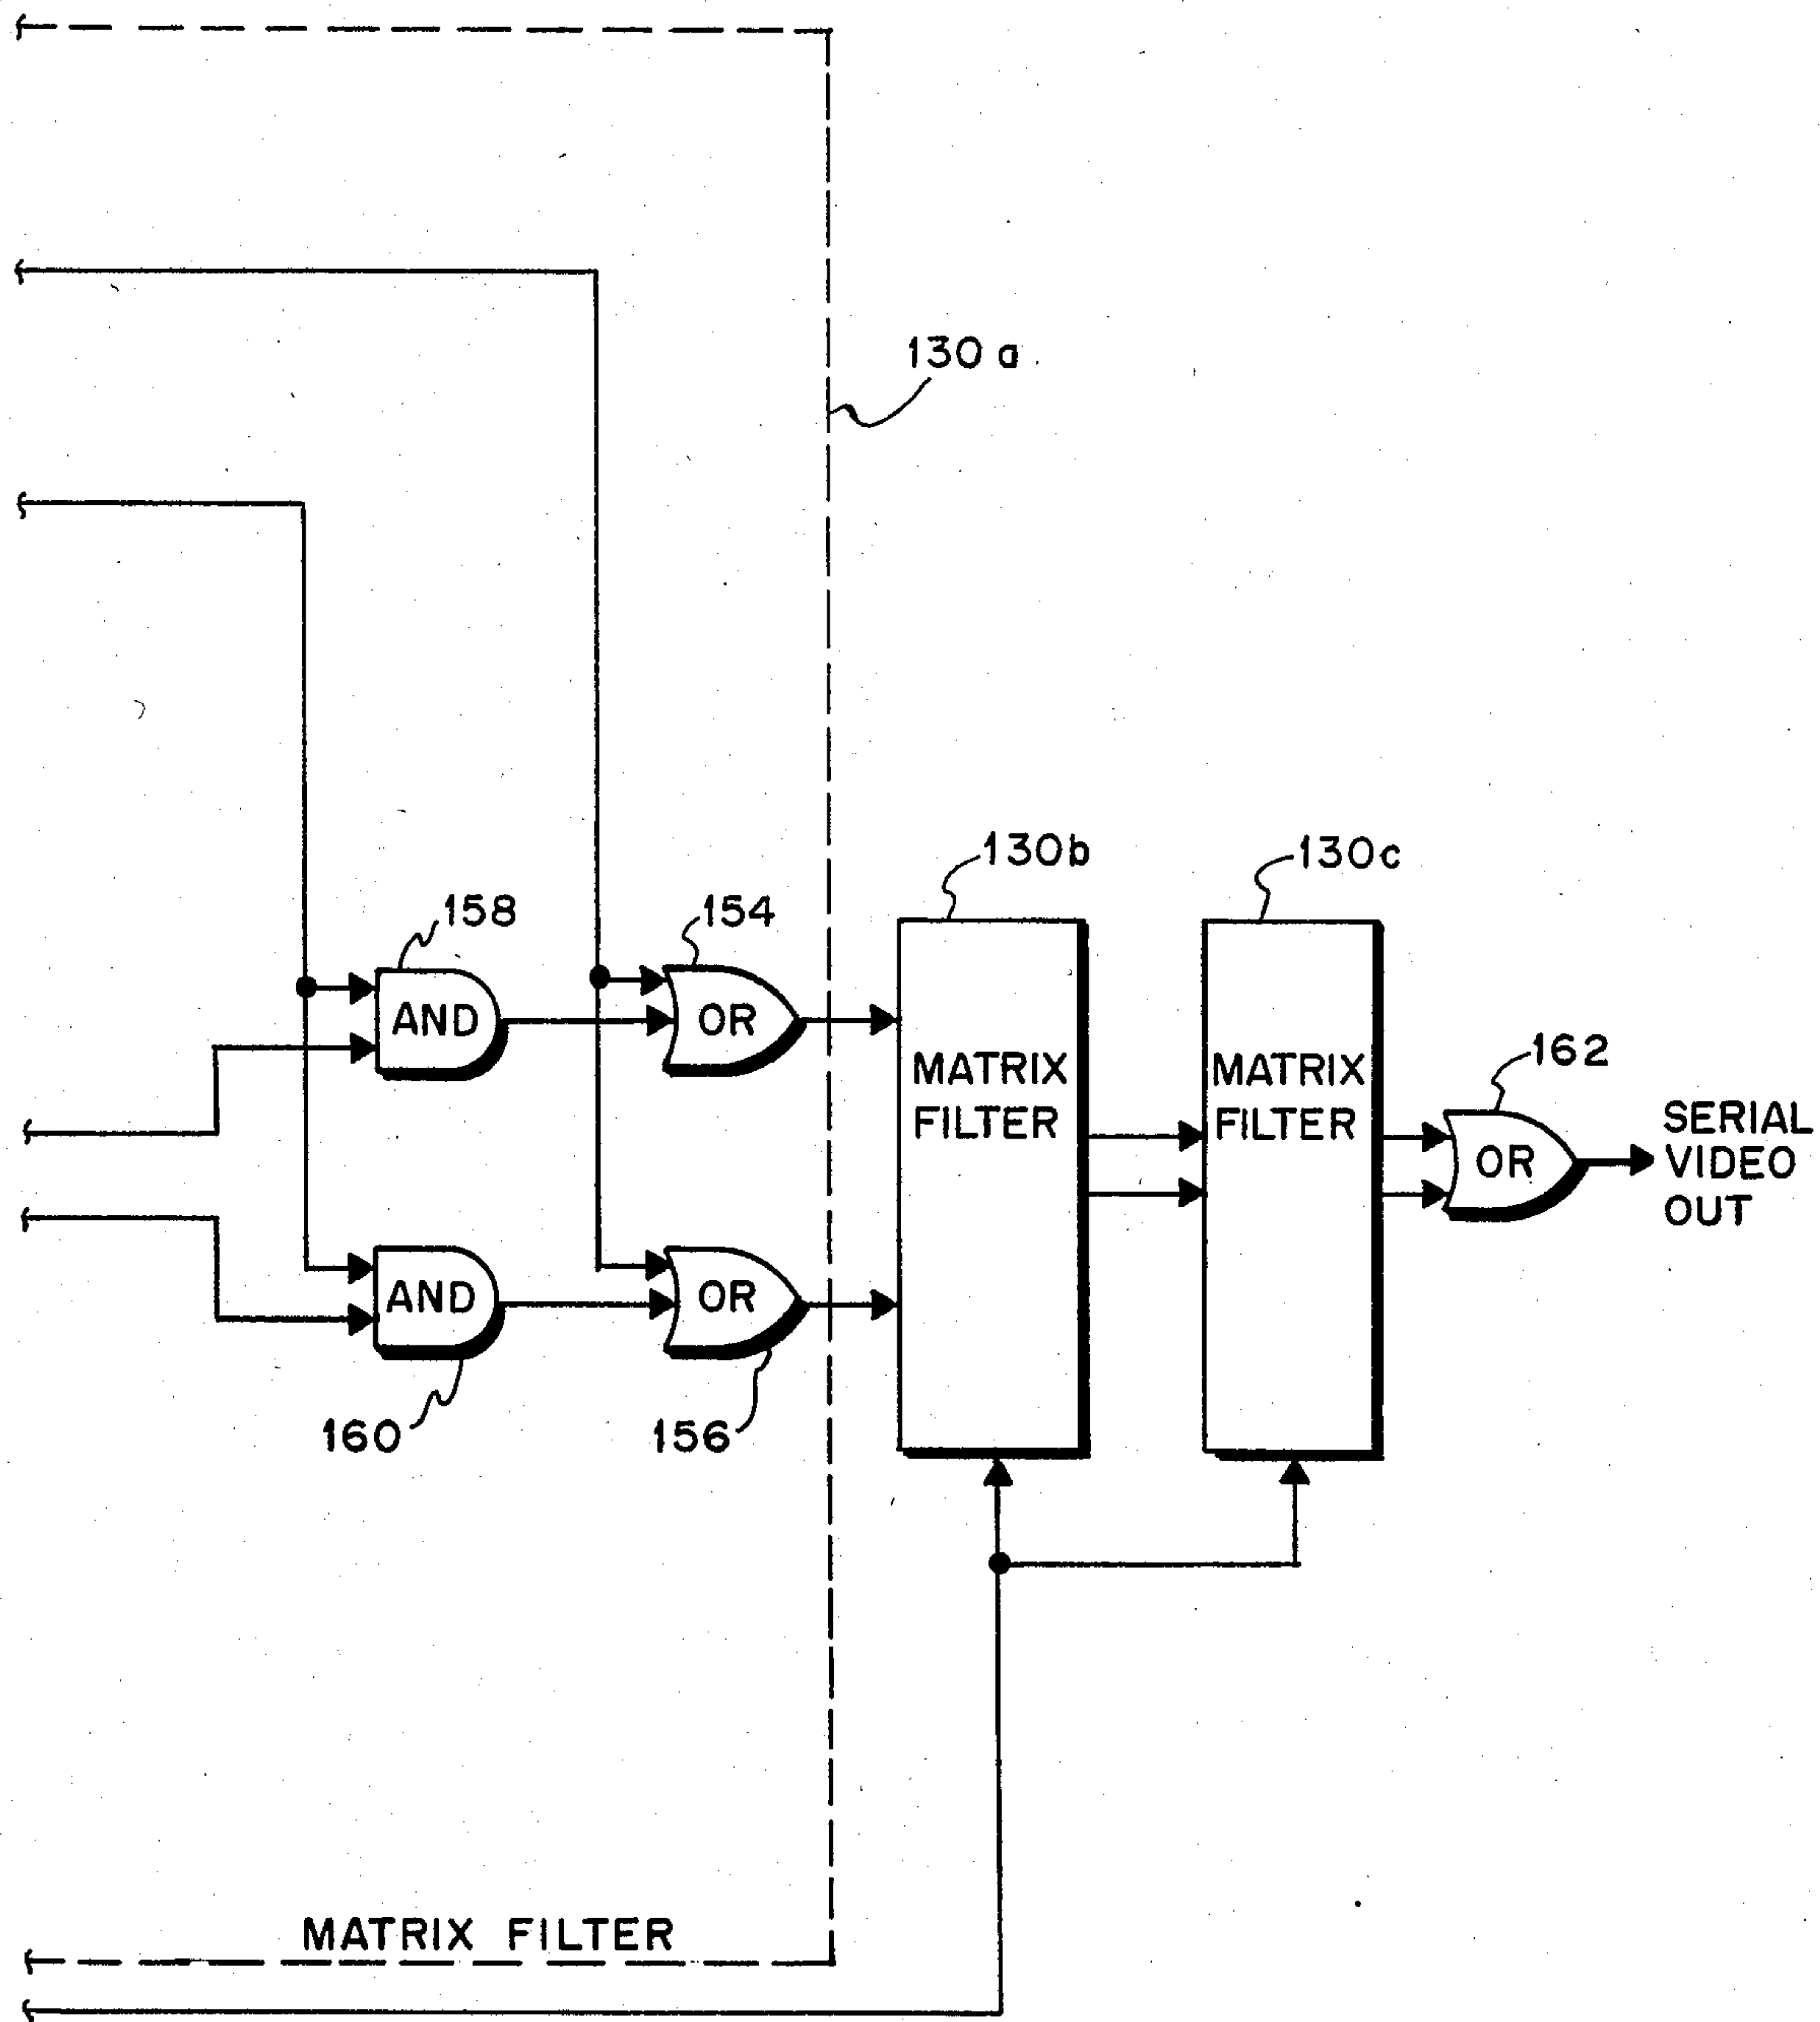 130 a
130b
130c
158
154
AND
OR
MATRIX
FILTER
MATRIX
FILTER
162
OR
SERIAL
VIDEO
OUT
AND
OR
160
156
MATRIX FILTER